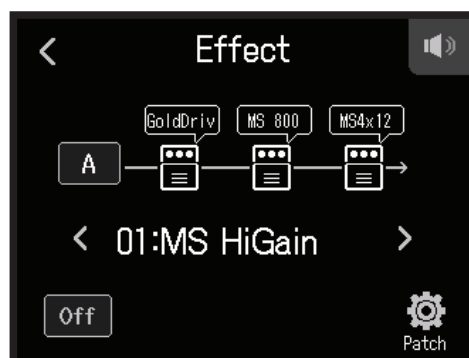 Effect
GoldDriv MS 800 MS4x12
A
01:MS HiGain
Off
Patch